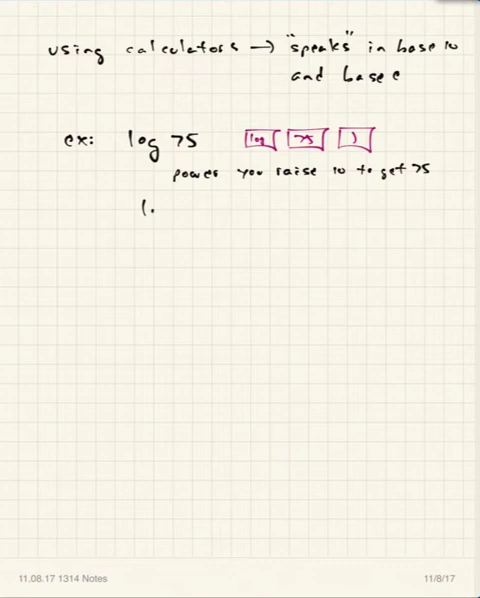 using calculators → "speaks" in base 10
and base e
ex: log 75 log 75 )
power you raise 10 to get 75
1.
11.08.17 1314 Notes 11/8/17